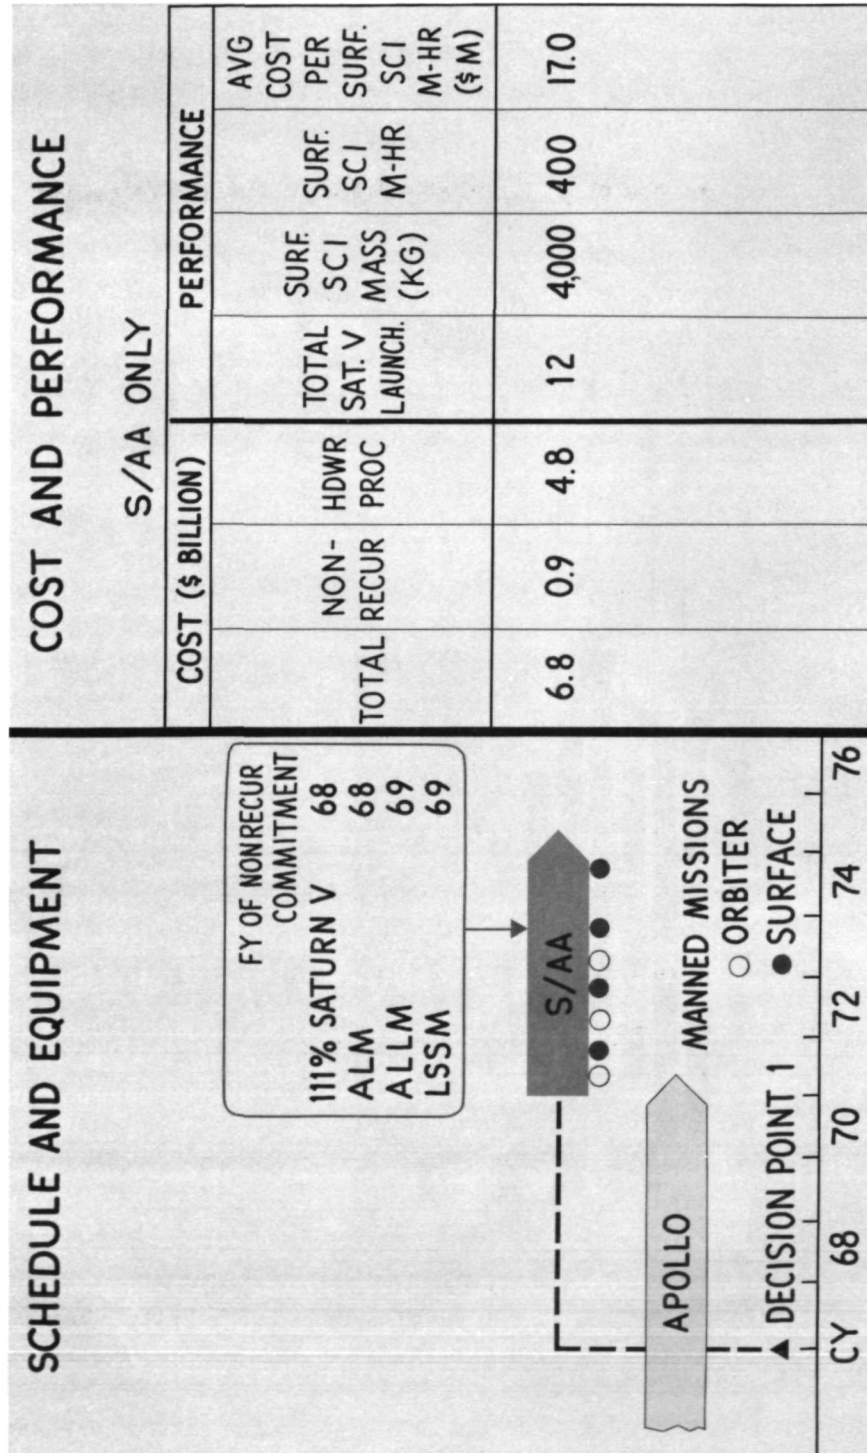 SCHEDULE AND EQUIPMENT
FY OF NONRECUR
COMMITMENT
111% SATURN V 68
ALM 68
ALLM 69
LSSM 69
S/AA
APOLLO
MANNED MISSIONS
ORBITER
SURFACE
DECISION POINT 1
CY 68 70 72 74 76
COST AND PERFORMANCE
S/AA ONLY
COST ($ BILLION)
PERFORMANCE
TOTAL
NON-
RECUR
HDWR
PROC
TOTAL
SAT. V
LAUNCH.
SURF.
SCI
MASS
(KG)
SURF.
SCI
M-HR
AVG
COST
PER
SURF.
SCI
M-HR
($M)
6.8 0.9 4.8 12 4,000 400 17.0